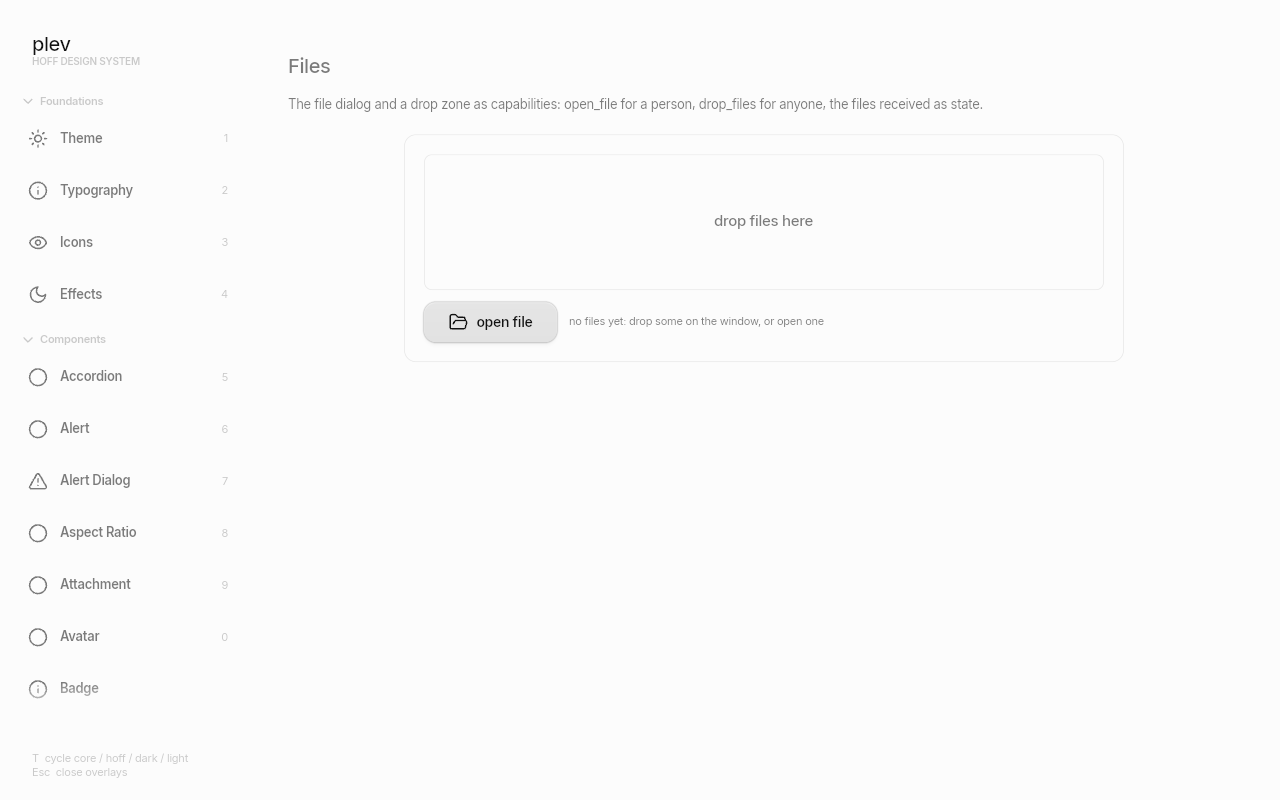 plev
HOFF DESIGN SYSTEM
Foundations
Theme 1
Typography 2
Icons 3
Effects 4
Components
Accordion 5
Alert 6
Alert Dialog 7
Aspect Ratio 8
Attachment 9
Avatar 0
Badge
T cycle core / hoff / dark / light
Esc close overlays
Files
The file dialog and a drop zone as capabilities: open_file for a person, drop_files for anyone, the files received as state.
drop files here
open file
no files yet: drop some on the window, or open one